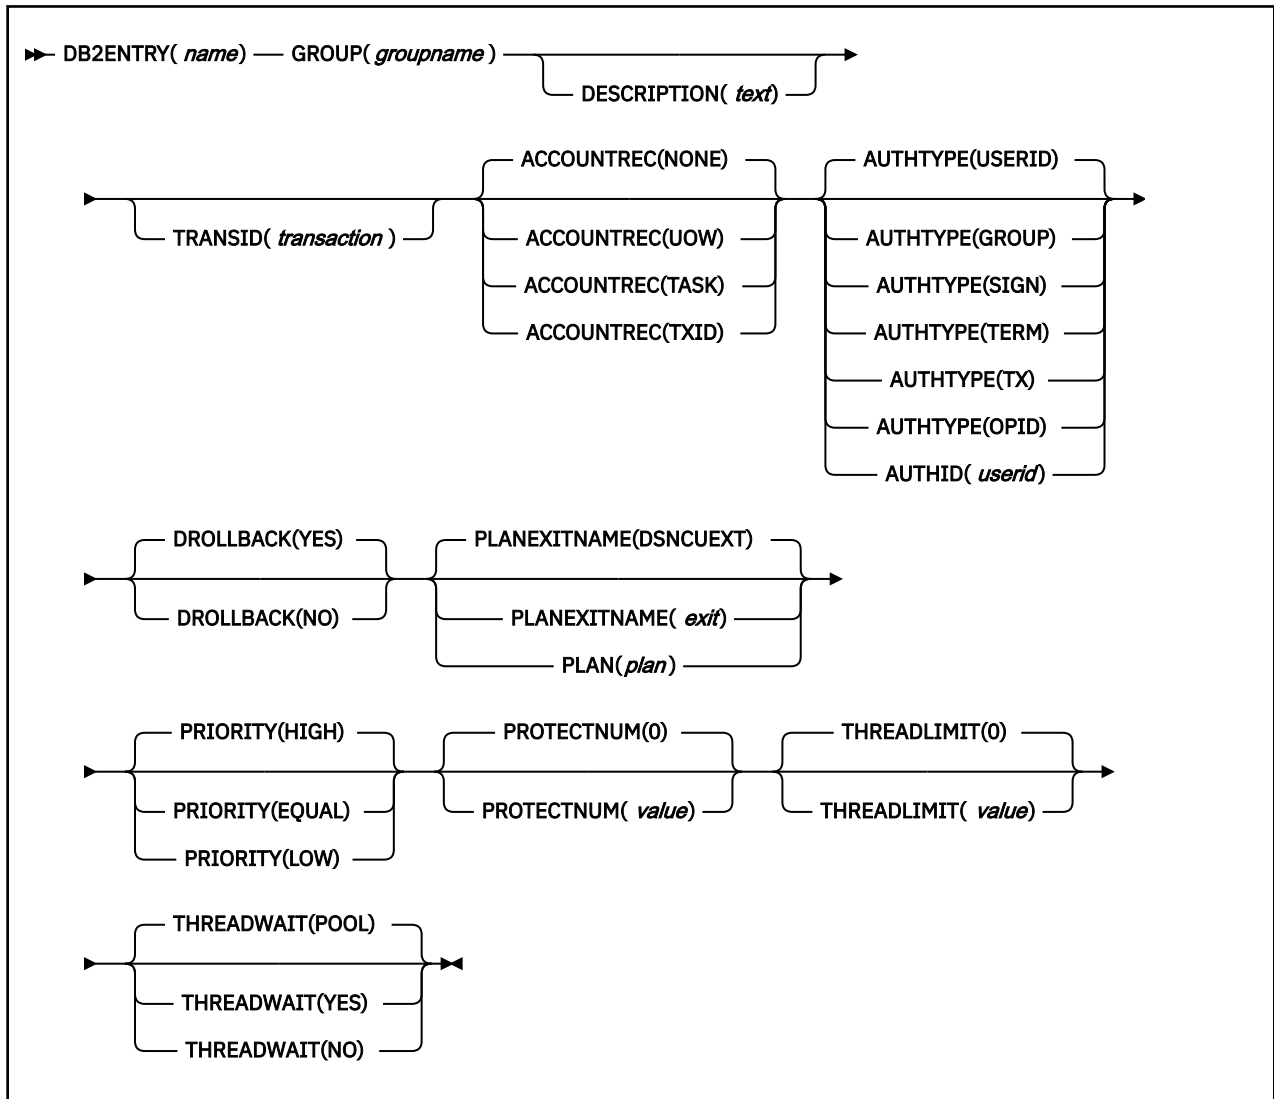 DB2ENTRY( name) GROUP( groupname )
DESCRIPTION( text)
ACCOUNTREC(NONE) AUTHTYPE(USERID)
TRANSID( transaction ) ACCOUNTREC(UOW) AUTHTYPE(GROUP)
ACCOUNTREC(TASK) AUTHTYPE(SIGN)
ACCOUNTREC(TXID) AUTHTYPE(TERM)
AUTHTYPE(TX)
AUTHTYPE(OPID)
AUTHID( userid)
DROLLBACK(YES) PLANEXITNAME(DSNCUEXT)
DROLLBACK(NO) PLANEXITNAME( exit)
PLAN(plan)
PRIORITY(HIGH) PROTECTNUM(0) THREADLIMIT(0)
PRIORITY(EQUAL) PROTECTNUM( value) THREADLIMIT( value)
PRIORITY(LOW)
THREADWAIT(POOL)
THREADWAIT(YES)
THREADWAIT(NO)